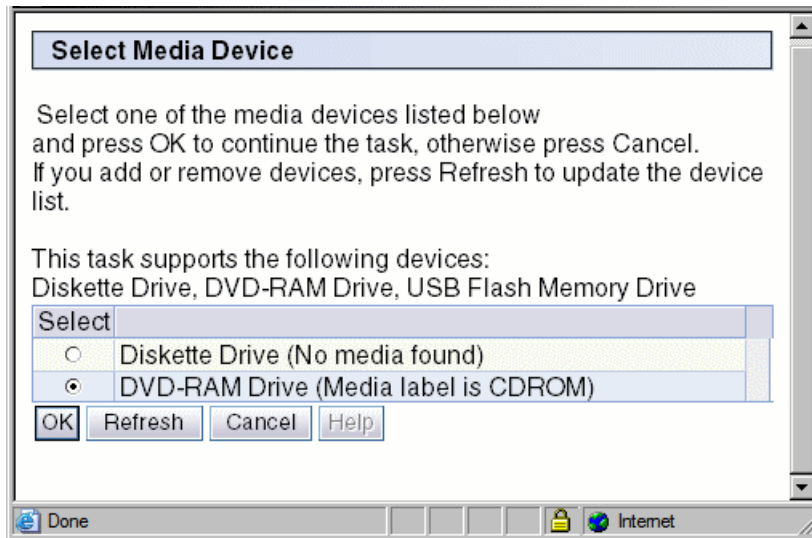 Select Media Device
Select one of the media devices listed below
and press OK to continue the task, otherwise press Cancel.
If you add or remove devices, press Refresh to update the device
list.
This task supports the following devices:
Diskette Drive, DVD-RAM Drive, USB Flash Memory Drive
Select
Diskette Drive (No media found)
DVD-RAM Drive (Media label is CDROM)
OK Refresh Cancel Help
Done Internet